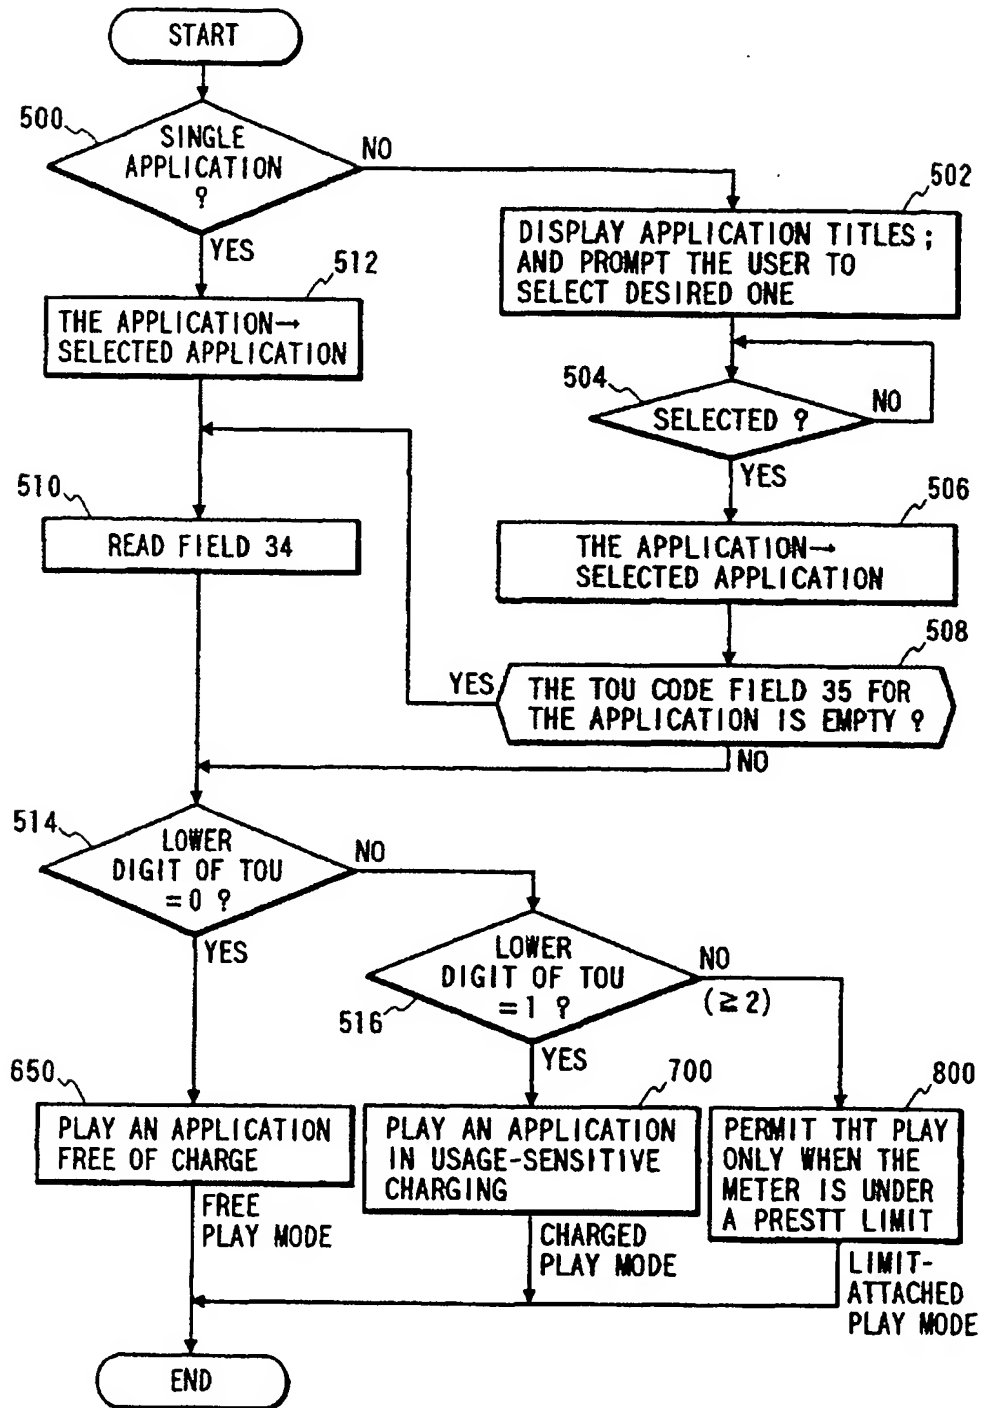 START
500
SINGLE
APPLICATION
?
NO
YES
502
DISPLAY APPLICATION TITLES;
AND PROMPT THE USER TO
SELECT DESIRED ONE
512
THE APPLICATION→
SELECTED APPLICATION
504
SELECTED ?
NO
YES
506
THE APPLICATION→
SELECTED APPLICATION
510
READ FIELD 34
508
THE TOU CODE FIELD 35 FOR
THE APPLICATION IS EMPTY ?
YES
NO
514
LOWER
DIGIT OF TOU
=0 ?
NO
YES
516
LOWER
DIGIT OF TOU
=1 ?
NO
(≥2)
YES
650
PLAY AN APPLICATION
FREE OF CHARGE
FREE
PLAY MODE
700
PLAY AN APPLICATION
IN USAGE-SENSITIVE
CHARGING
CHARGED
PLAY MODE
800
PERMIT THT PLAY
ONLY WHEN THE
METER IS UNDER
A PRESTT LIMIT
LIMIT-
ATTACHED
PLAY MODE
END